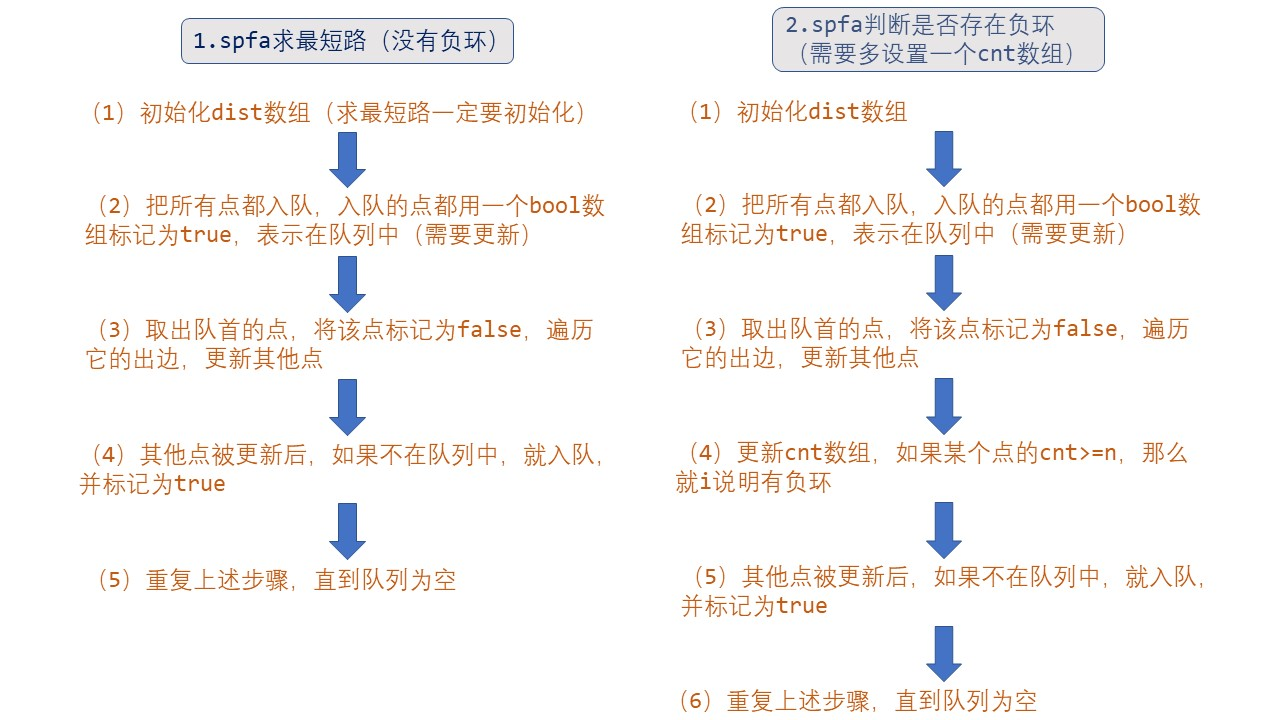 1.spfa求最短路（没有负环）
（1）初始化dist数组（求最短路一定要初始化）
（2）把所有点都入队，入队的点都用一个bool数
组标记为true，表示在队列中（需要更新）
（3）取出队首的点，将该点标记为false，遍历
它的出边，更新其他点
（4）其他点被更新后，如果不在队列中，就入队，
并标记为true
（5）重复上述步骤，直到队列为空
2.spfa判断是否存在负环
（需要多设置一个cnt数组）
（1）初始化dist数组
（2）把所有点都入队，入队的点都用一个bool数
组标记为true，表示在队列中（需要更新）
（3）取出队首的点，将该点标记为false，遍历
它的出边，更新其他点
（4）更新cnt数组，如果某个点的cnt>=n，那么
就i说明有负环
（5）其他点被更新后，如果不在队列中，就入队，
并标记为true
（6）重复上述步骤，直到队列为空